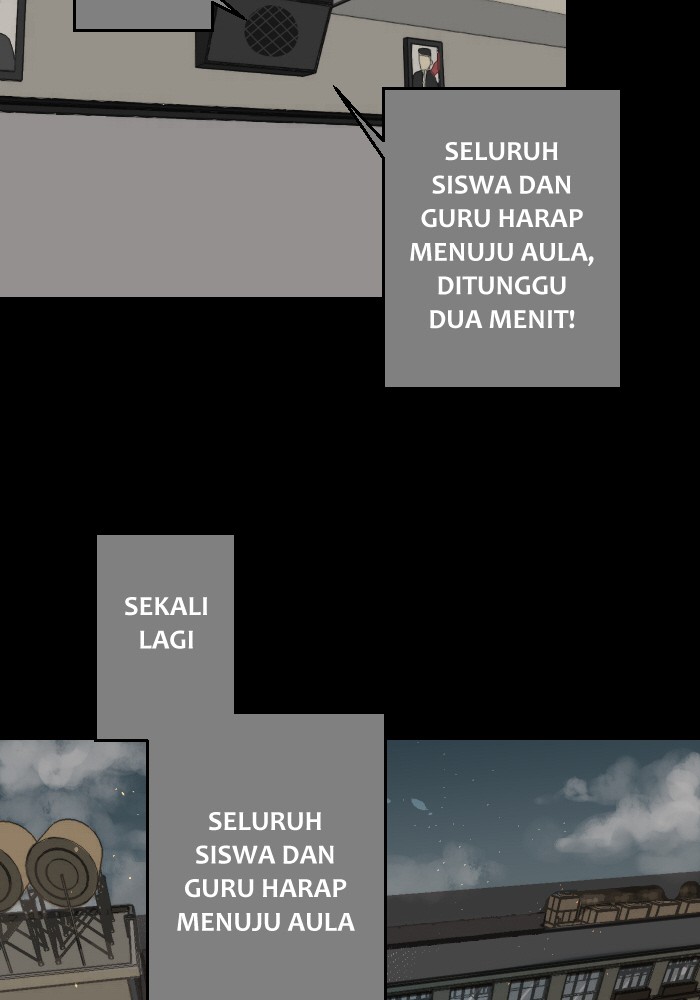 SELURUH
SISWA DAN
GURU HARAP
MENUJU AULA,
DITUNGGU
DUA MENIT!
SEKALI
LAGI
SELURUH
SISWA DAN
GURU HARAP
MENUJU AULA